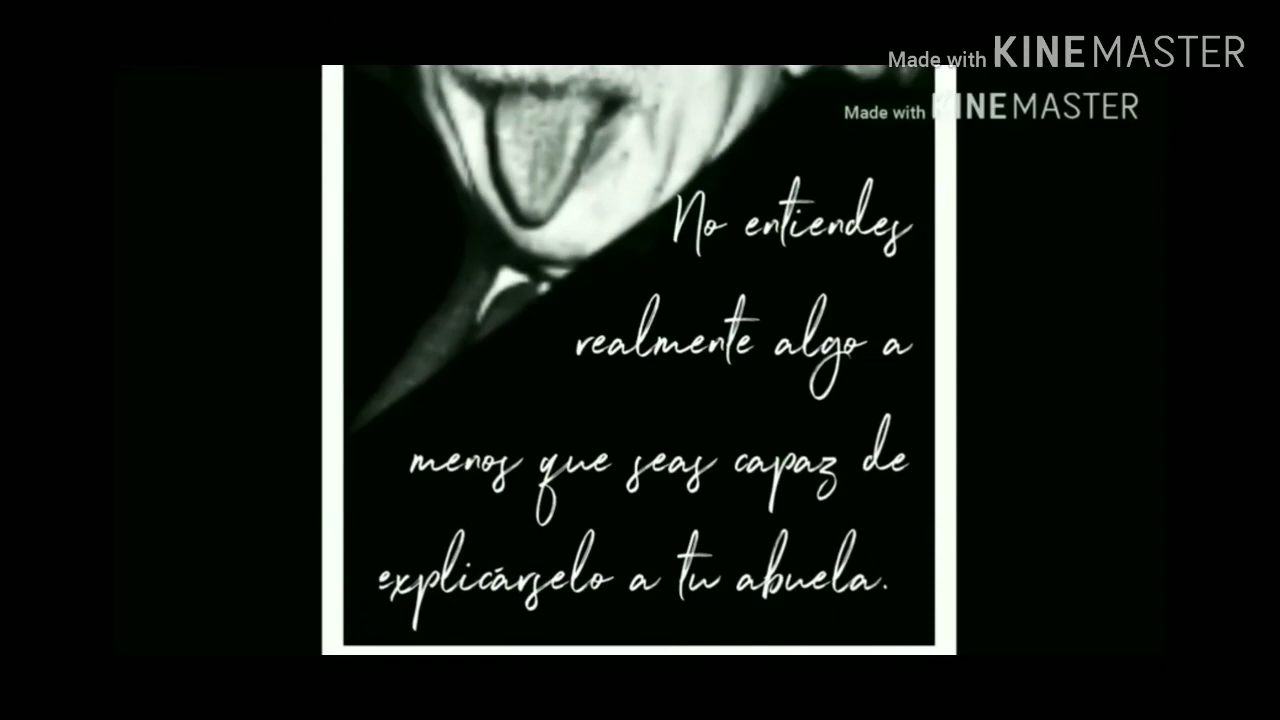 Made with KINEMASTER
Made with KINEMASTER
No entiendes
realmente algo a
menos que seas capaz de
explicárselo a tu abuela.